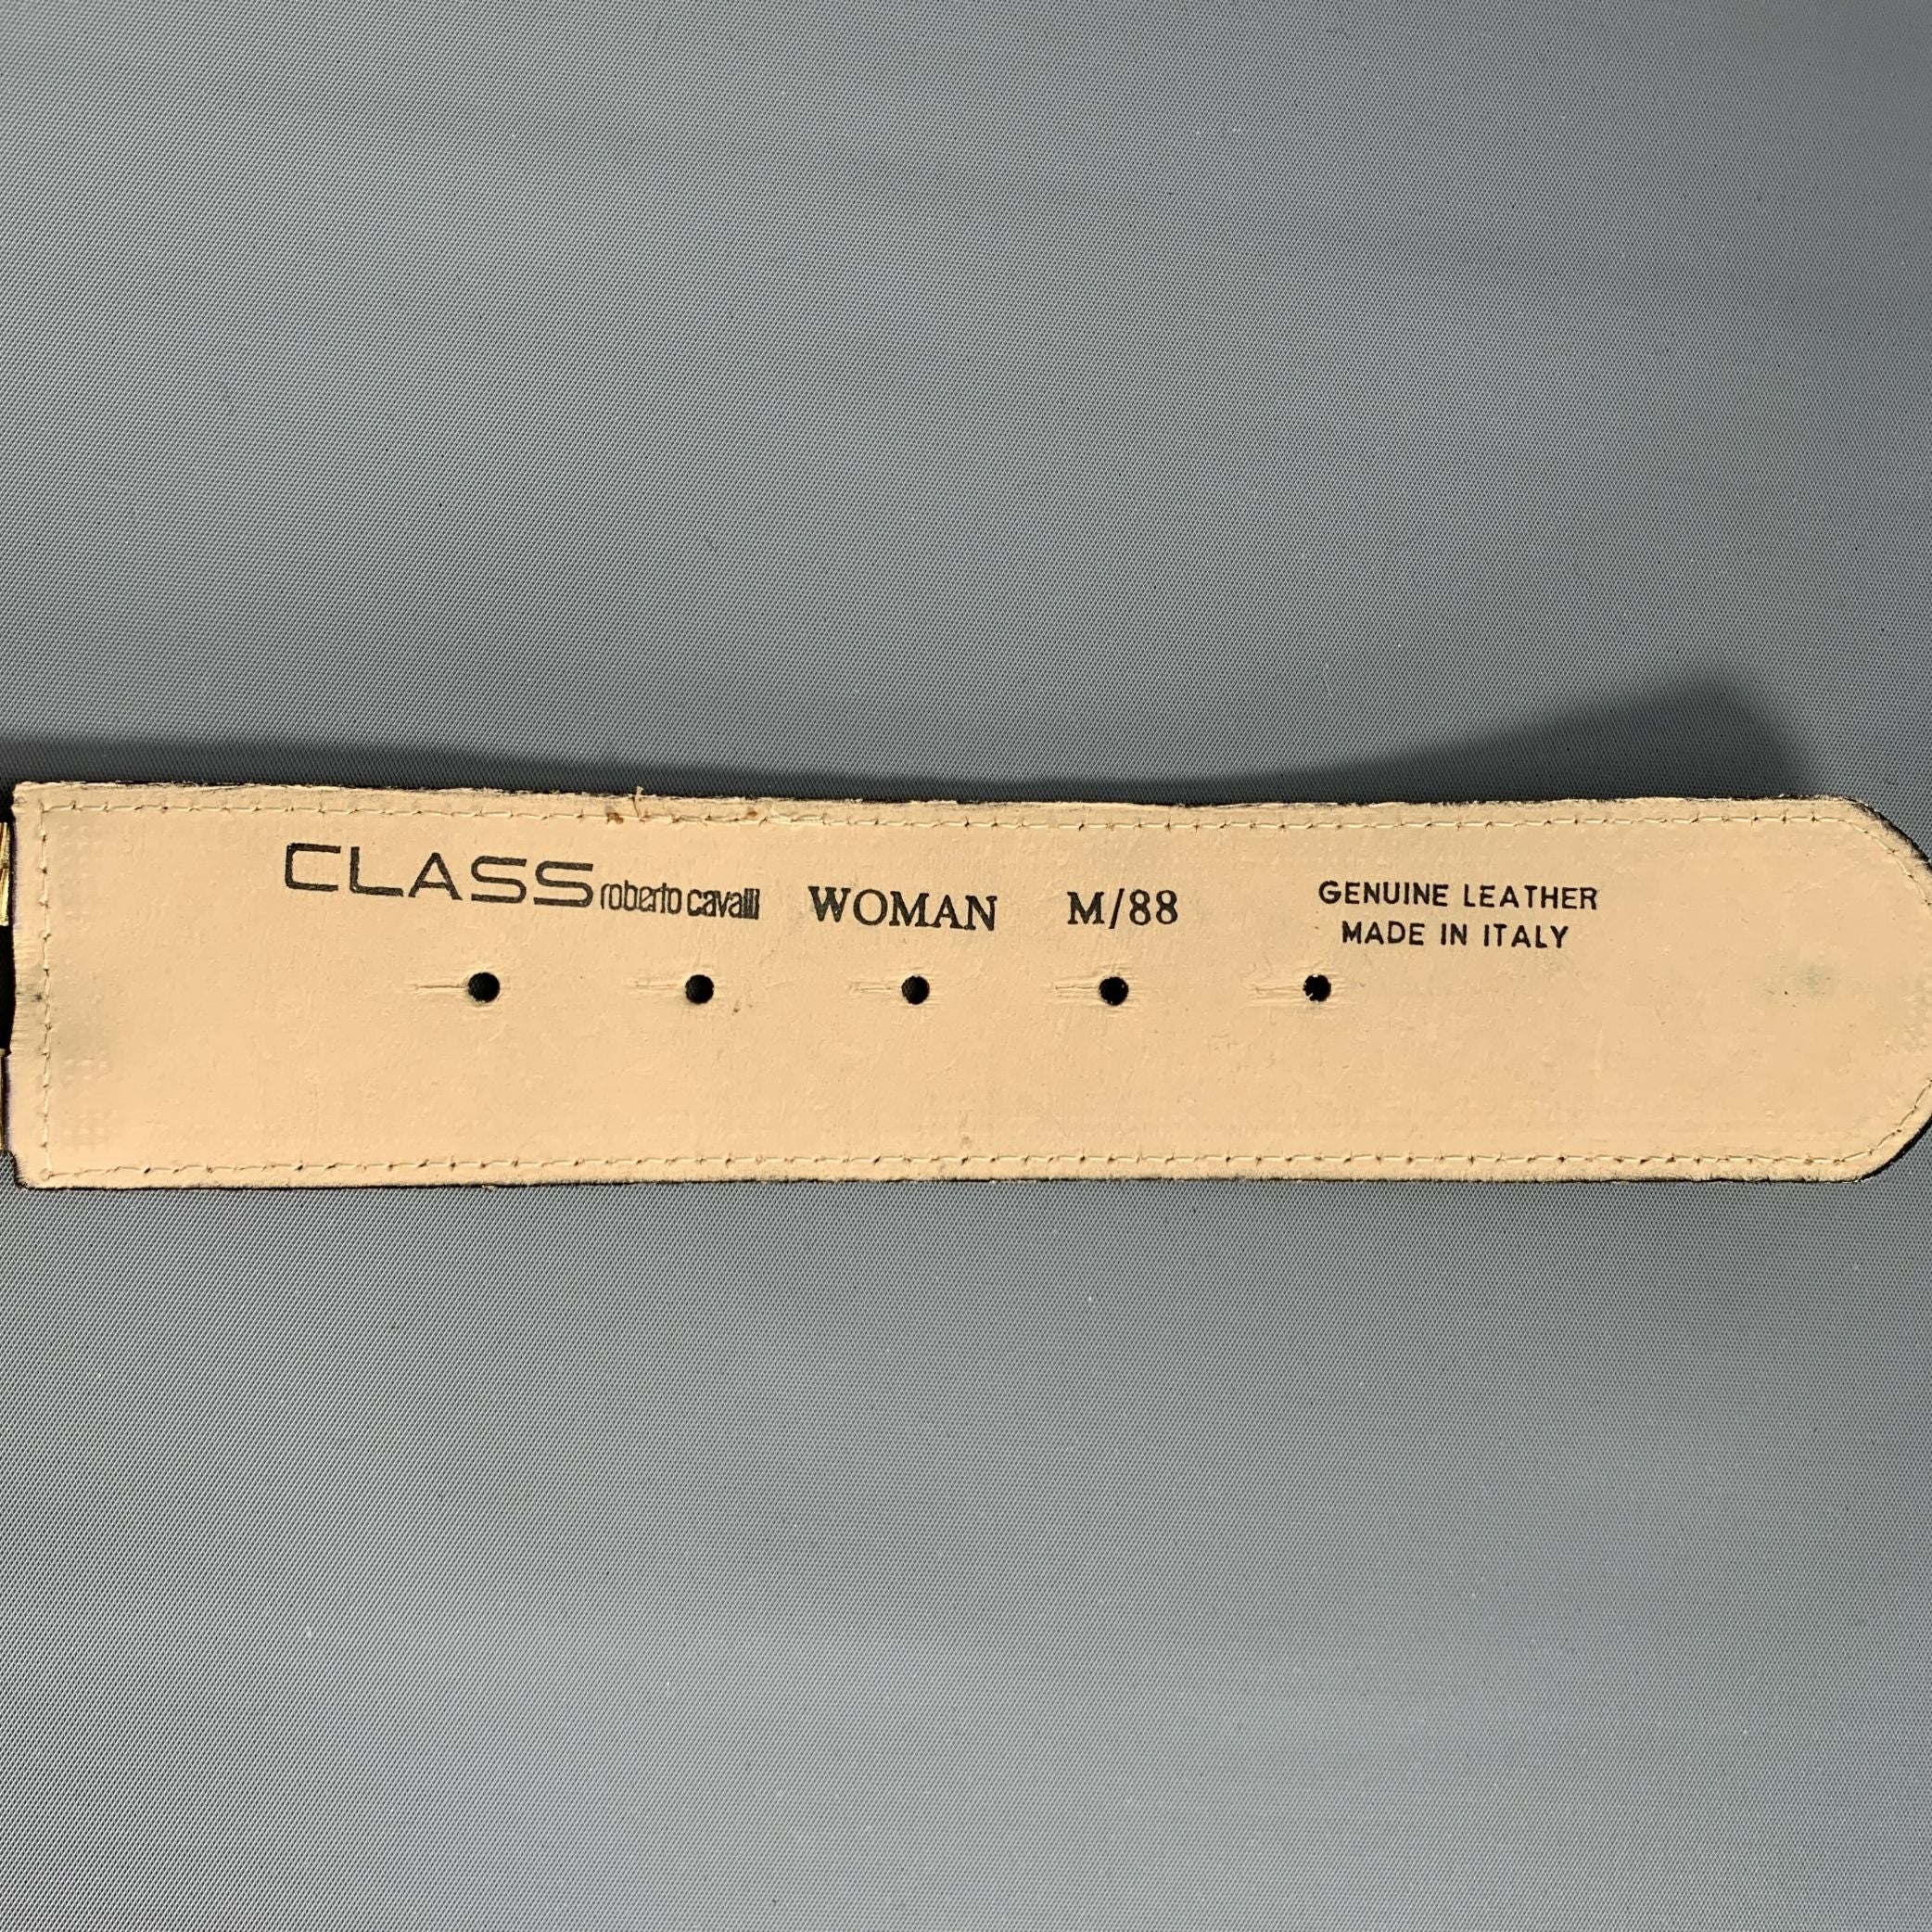 CLASS roberto cavalli WOMAN M/88
GENUINE LEATHER
MADE IN ITALY